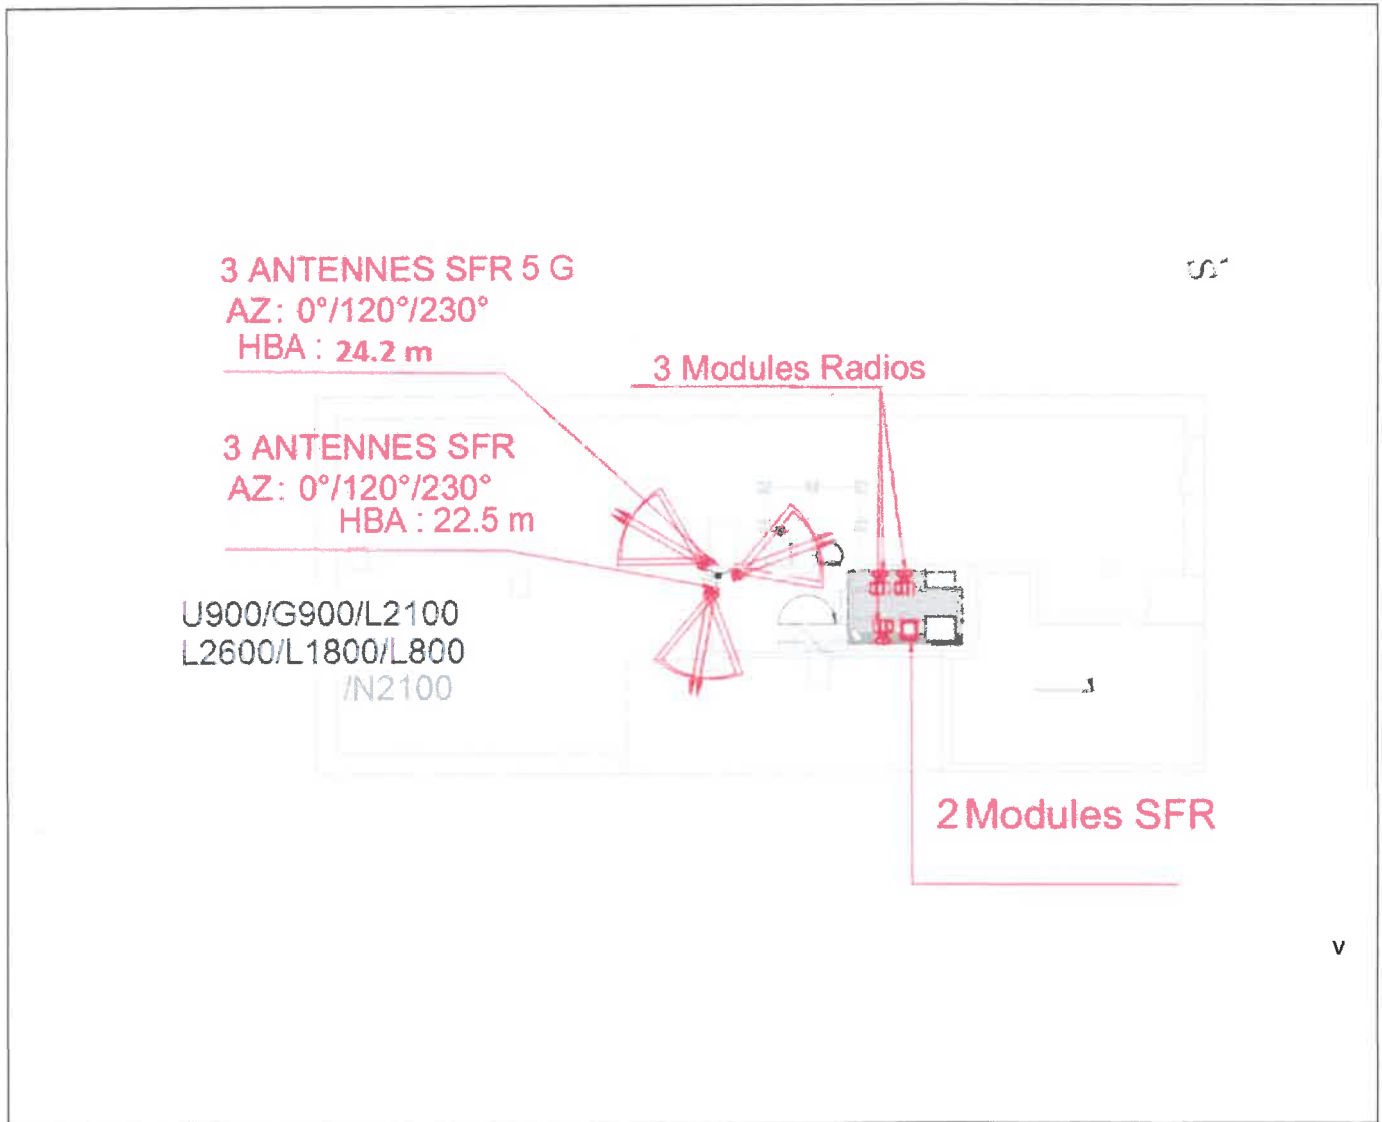 3 ANTENNES SFR 5 G
AZ: 0°/120°/230°
HBA : 24.2 m
3 Modules Radios
3 ANTENNES SFR
AZ: 0°/120°/230°
HBA : 22.5 m
U900/G900/L2100
L2600/L1800/L800
/N2100
2 Modules SFR
v